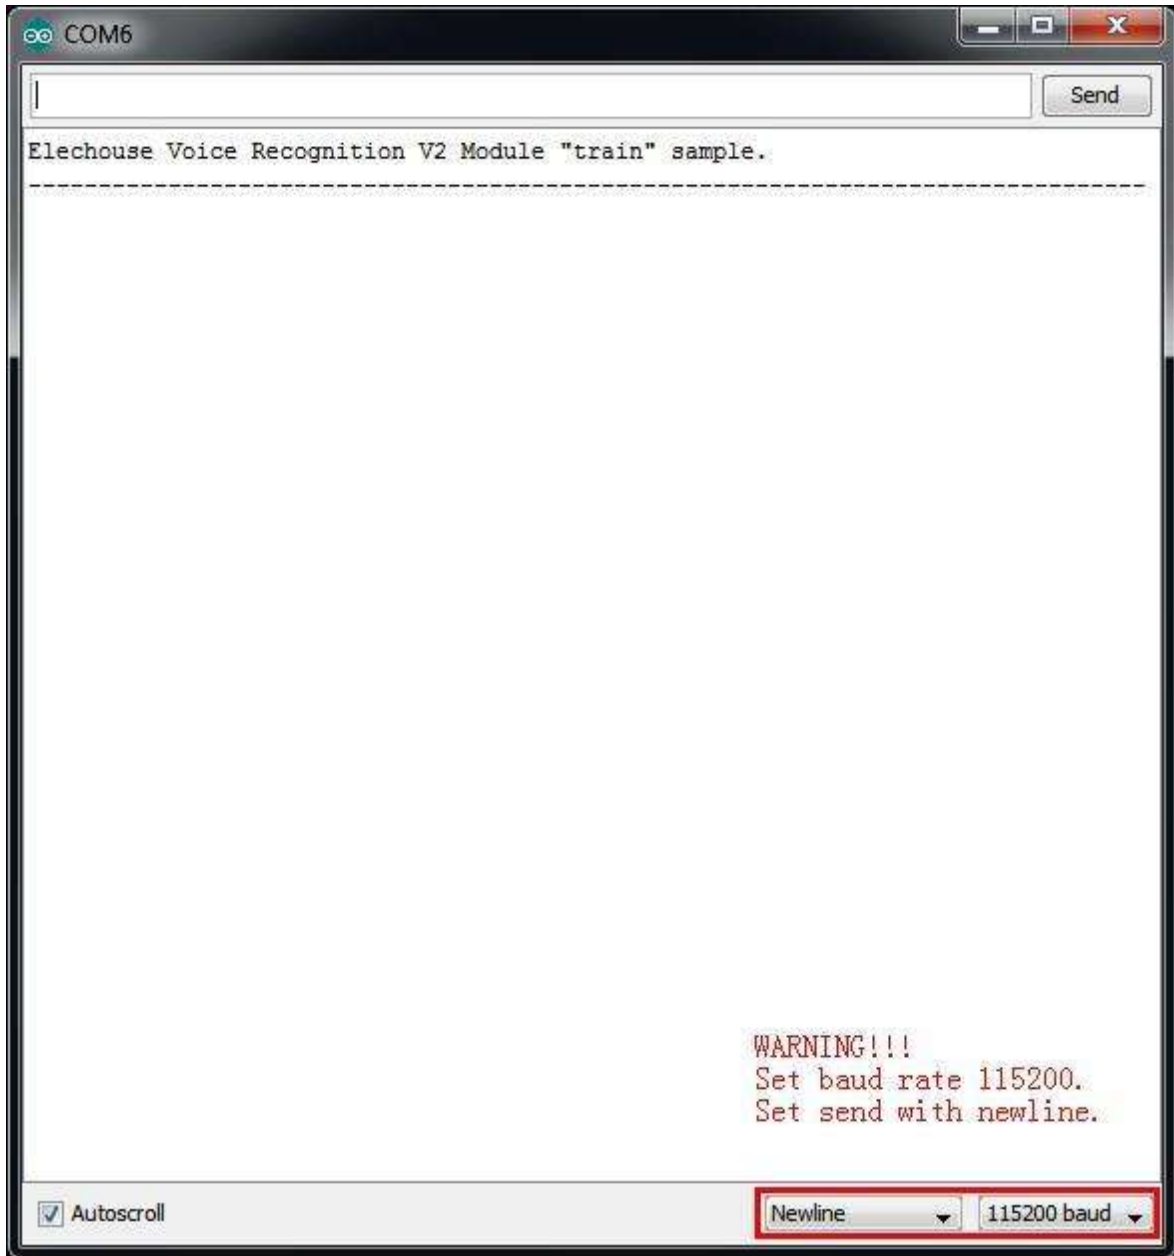 COM6
Send
Elechouse Voice Recognition V2 Module "train" sample.
--------------------------------------------------------------------------------
WARNING!!!
Set baud rate 115200.
Set send with newline.
Autoscroll
Newline
115200 baud